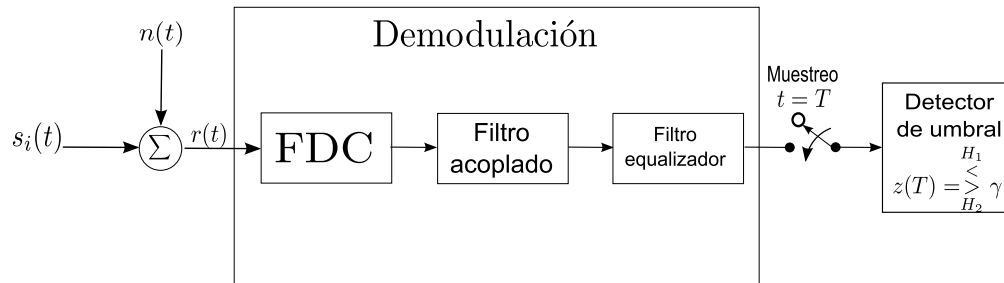 Demodulación
n(t)
Muestreo
t = T
s_i(t)
Σ
r(t)
FDC
Filtro
acoplado
Filtro
equalizador
Detector
de umbral
H_1
<
z(T) = > γ
H_2